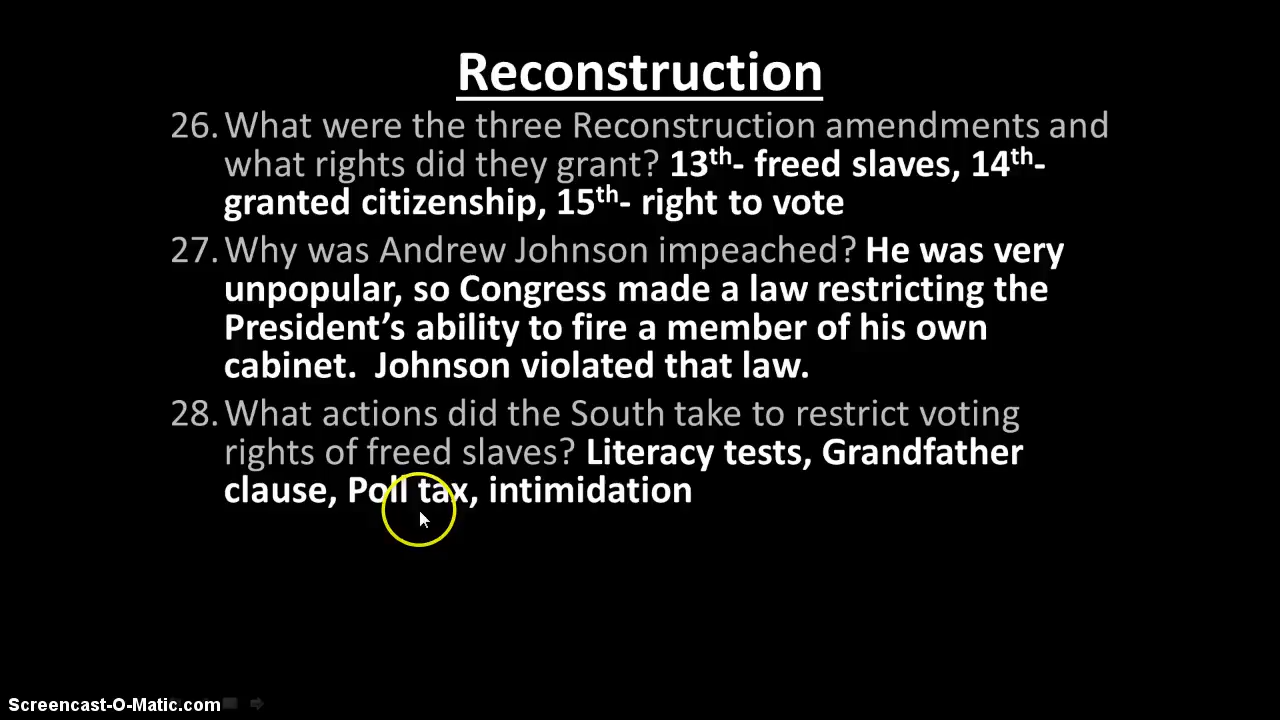 Reconstruction
26. What were the three Reconstruction amendments and
what rights did they grant? 13th- freed slaves, 14th-
granted citizenship, 15th- right to vote
27. Why was Andrew Johnson impeached? He was very
unpopular, so Congress made a law restricting the
President’s ability to fire a member of his own
cabinet.  Johnson violated that law.
28. What actions did the South take to restrict voting
rights of freed slaves? Literacy tests, Grandfather
clause, Poll tax, intimidation
Screencast-O-Matic.com